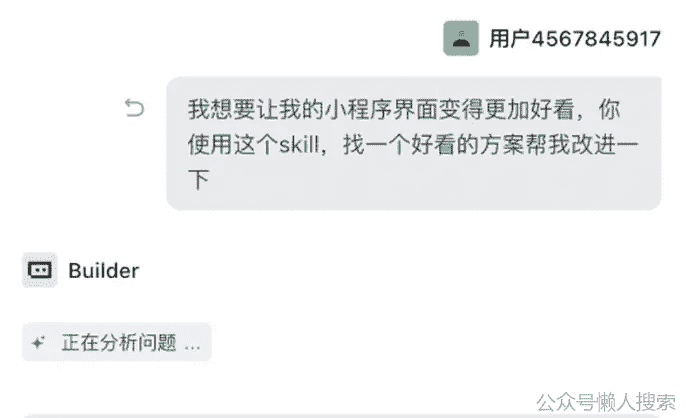 用户4567845917
我想要让我的小程序界面变得更加好看，你
使用这个skill，找一个好看的方案帮我改进一
下
Builder
正在分析问题 ...
公众号懒人搜索